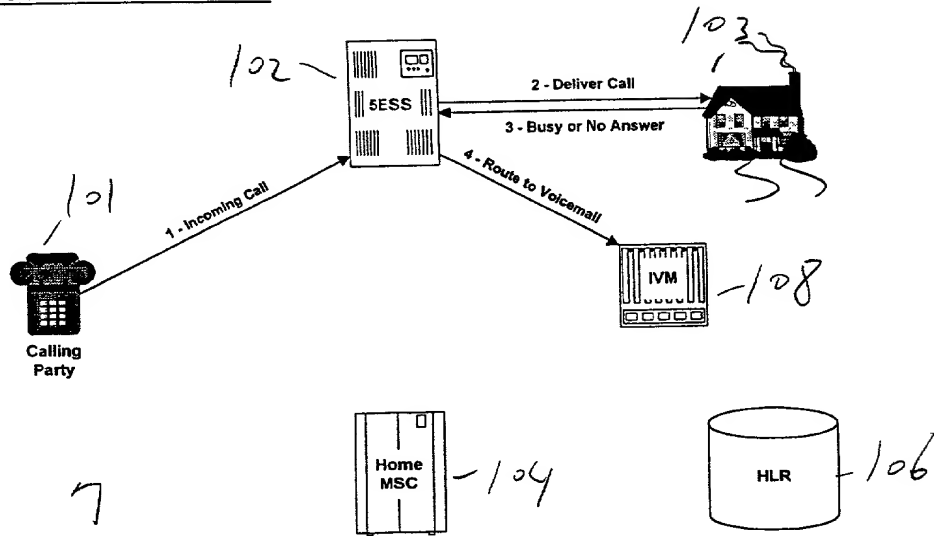 103
102
5ESS
2 - Deliver Call
3 - Busy or No Answer
4 - Route to Voicemail
1 - Incoming Call
101
IVM
108
Calling
Party
Home
MSC
104
HLR
106
7